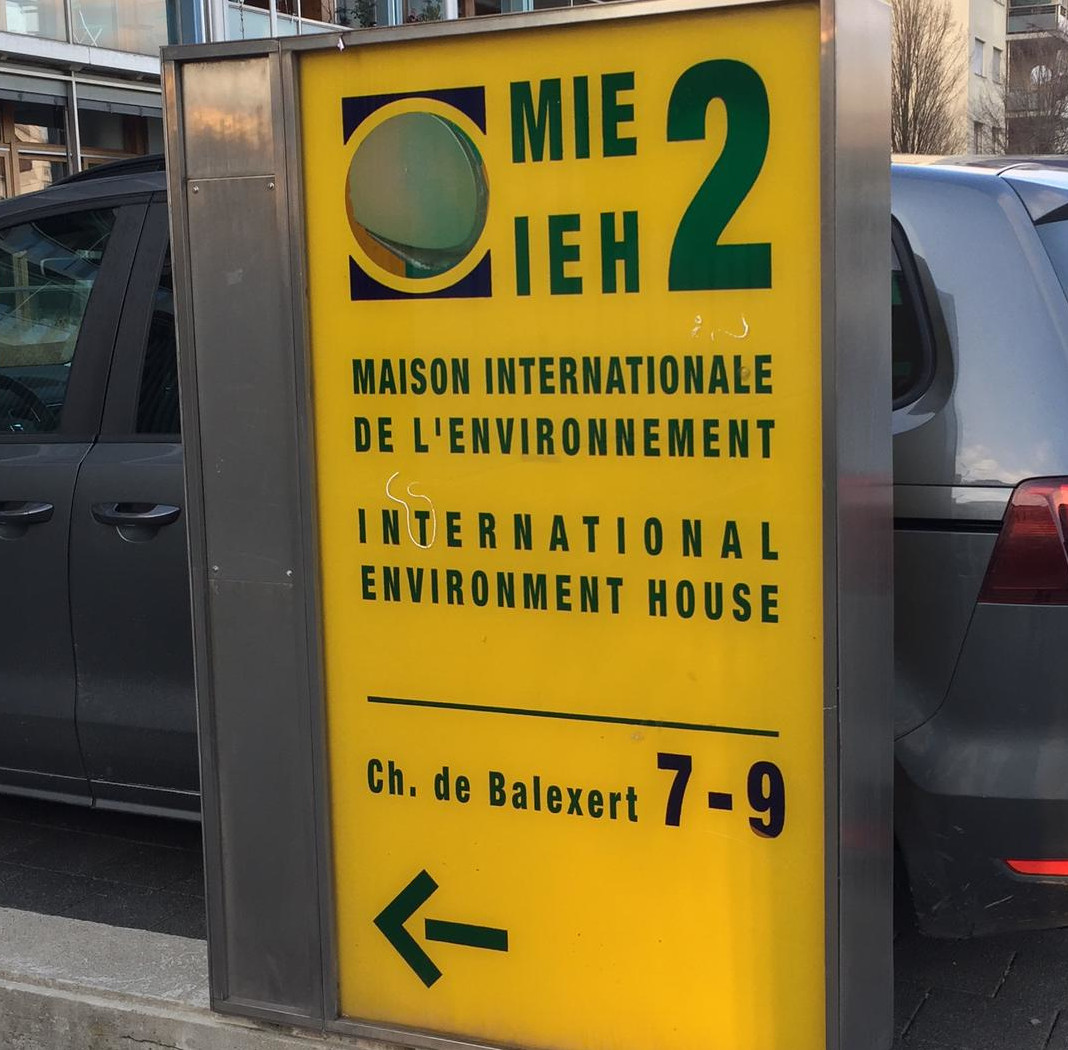 MIE 2
IEH
MAISON INTERNATIONALE
DE L'ENVIRONNEMENT
INTERNATIONAL
ENVIRONMENT HOUSE
Ch. de Balexert 7-9